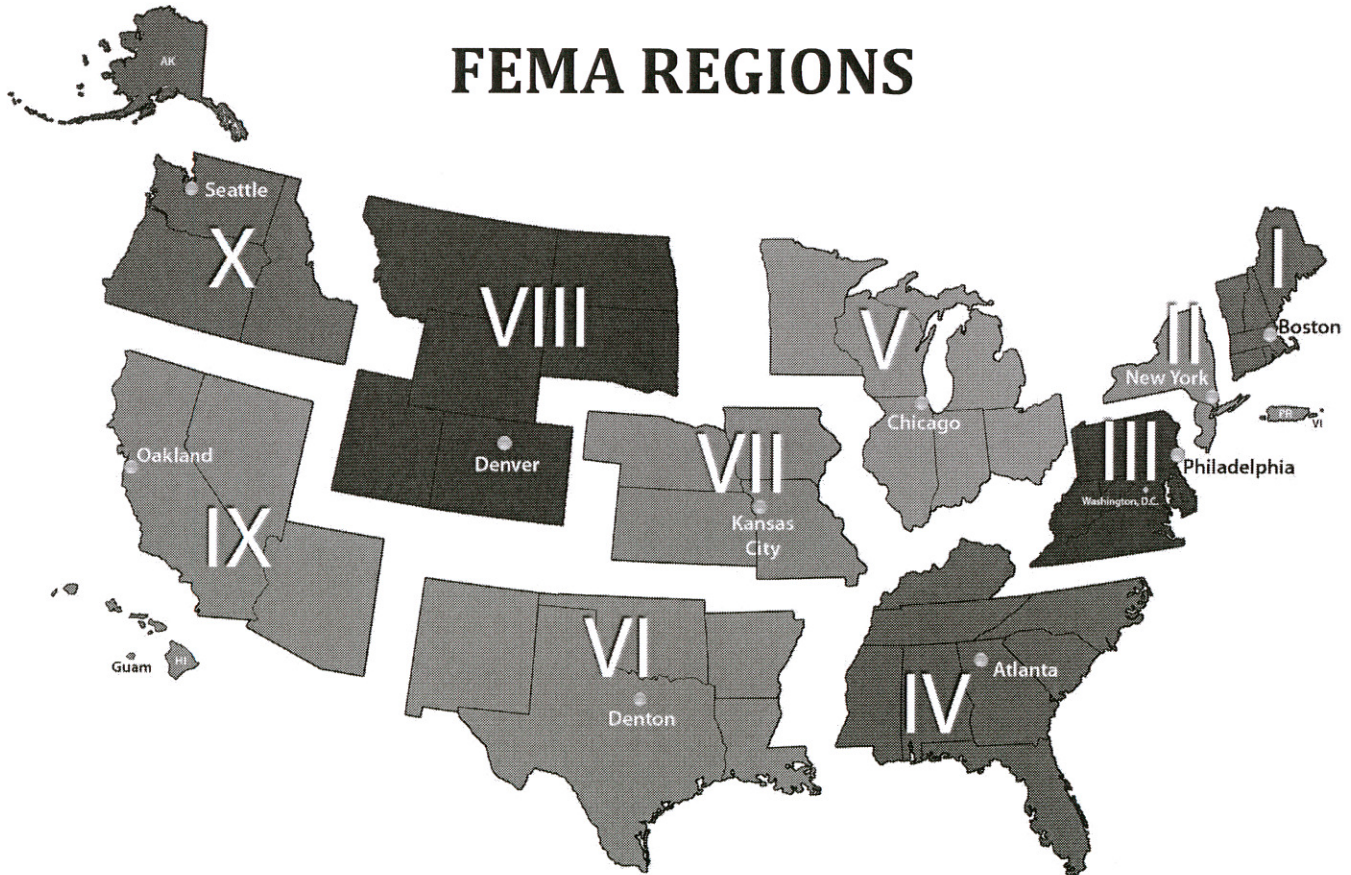 FEMA REGIONS
AK
Seattle
X
VIII
V
I
II
Boston
New York
PR
VI
Oakland
Denver
VII
Chicago
III
Philadelphia
Washington, D.C.
IX
Kansas
City
Guam
HI
VI
Denton
IV
Atlanta